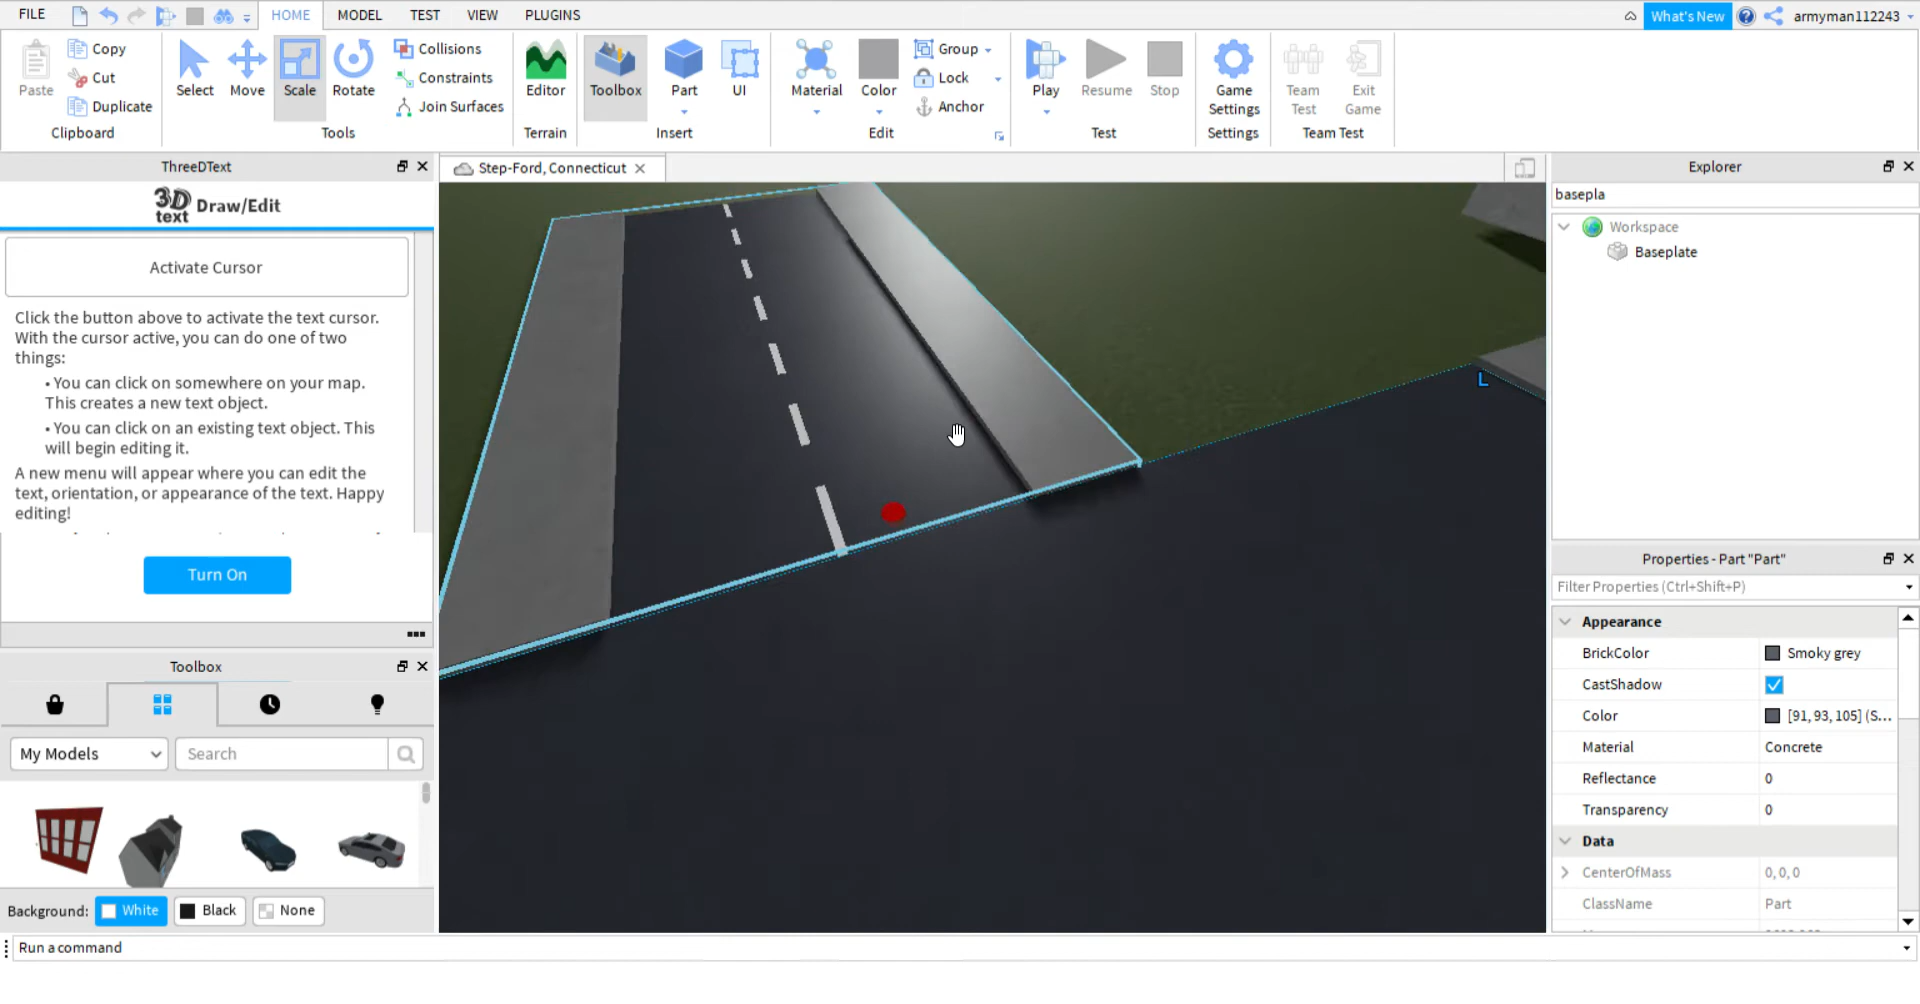 FILE
HOME
MODEL
TEST
VIEW
PLUGINS
What's New
armyman112243
Paste
Copy
Cut
Duplicate
Clipboard
Select
Move
Scale
Rotate
Collisions
Constraints
Join Surfaces
Tools
Editor
Terrain
Toolbox
Part
UI
Insert
Material
Color
Group
Lock
Anchor
Edit
Play
Resume
Stop
Test
Game
Settings
Settings
Team
Test
Exit
Game
Team Test
ThreeDText
3D
text
Draw/Edit
Activate Cursor
Click the button above to activate the text cursor.
With the cursor active, you can do one of two
things:
• You can click on somewhere on your map.
This creates a new text object.
• You can click on an existing text object. This
will begin editing it.
A new menu will appear where you can edit the
text, orientation, or appearance of the text. Happy
editing!
Turn On
Toolbox
My Models
Search
Background:
White
Black
None
Run a command
Step-Ford, Connecticut
L
Explorer
basepla
Workspace
Baseplate
Properties - Part "Part"
Filter Properties (Ctrl+Shift+P)
Appearance
BrickColor Smoky grey
CastShadow
Color [91, 93, 105] (S...
Material Concrete
Reflectance 0
Transparency 0
Data
CenterOfMass 0, 0, 0
ClassName Part